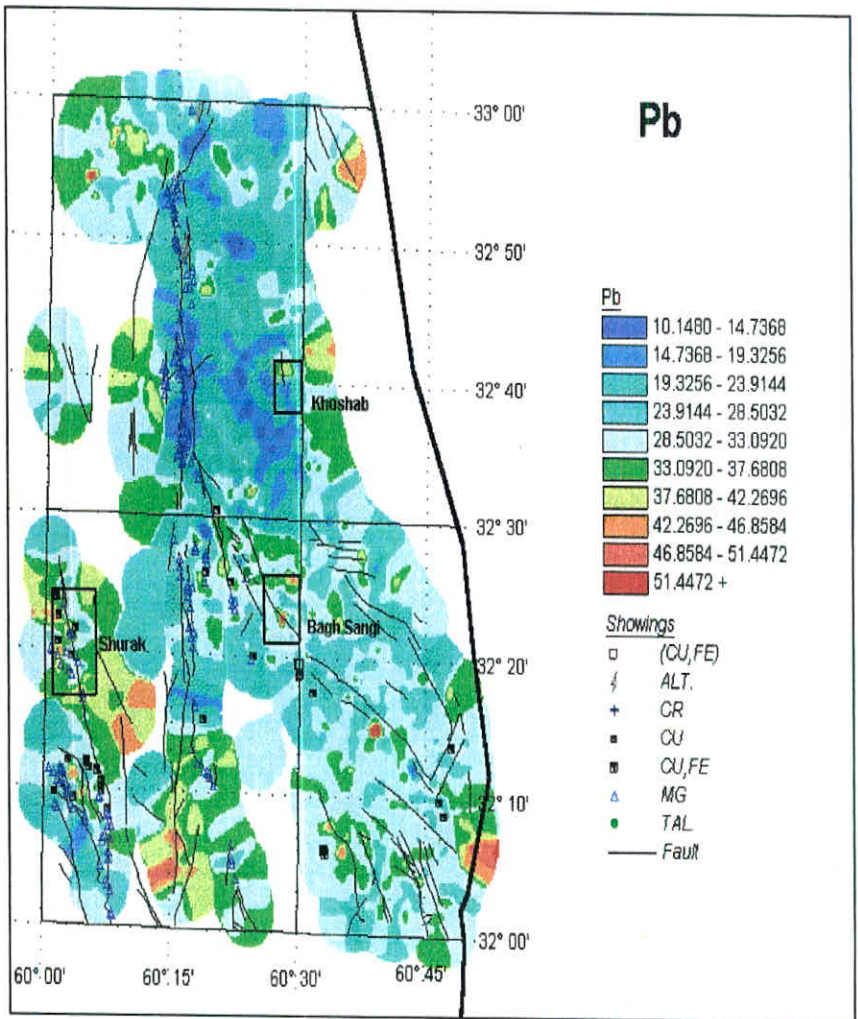 Pb
33° 00'
32° 50'
32° 40'
32° 30'
32° 20'
32° 10'
32° 00'
60° 00'
60° 15'
60° 30'
60° 45'
Khoshab
Bagh Sangi
Shurak
Pb
10.1480 - 14.7368
14.7368 - 19.3256
19.3256 - 23.9144
23.9144 - 28.5032
28.5032 - 33.0920
33.0920 - 37.6808
37.6808 - 42.2696
42.2696 - 46.8584
46.8584 - 51.4472
51.4472 +
Showings
(CU,FE)
ALT.
CR
CU
CU,FE
MG
TAL
Fault